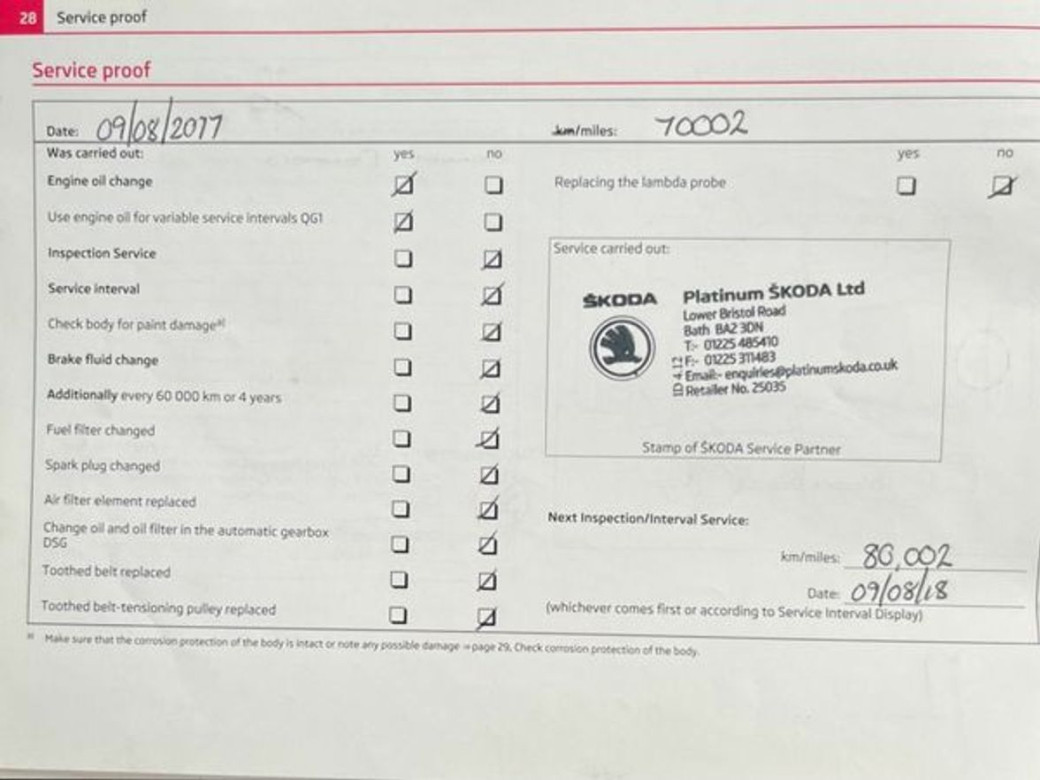 28 Service proof
Service proof
Date: 09/08/2017 km/miles: 70002
Was carried out: yes no yes no
Engine oil change Replacing the lambda probe
Use engine oil for variable service intervals QG1
Inspection Service
Service interval
Check body for paint damageᵃ⁾
Brake fluid change
Additionally every 60 000 km or 4 years
Fuel filter changed
Spark plug changed
Air filter element replaced
Change oil and oil filter in the automatic gearbox
DSG
Toothed belt replaced
Toothed belt-tensioning pulley replaced
Service carried out:
ŠKODA
Platinum ŠKODA Ltd
Lower Bristol Road
Bath BA2 3DN
T:- 01225 485410
F:- 01225 311483
Email:- enquiries@platinumskoda.co.uk
Retailer No. 25035
Stamp of ŠKODA Service Partner
Next Inspection/Interval Service:
km/miles: 80,002
Date: 09/08/18
(whichever comes first or according to Service Interval Display)
ᵃ⁾ Make sure that the corrosion protection of the body is intact or note any possible damage ⇒ page 29, Check corrosion protection of the body.